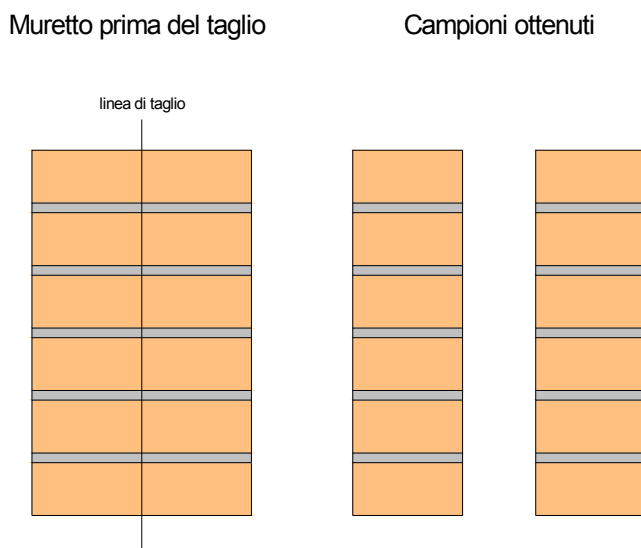 Muretto prima del taglio
Campioni ottenuti
linea di taglio